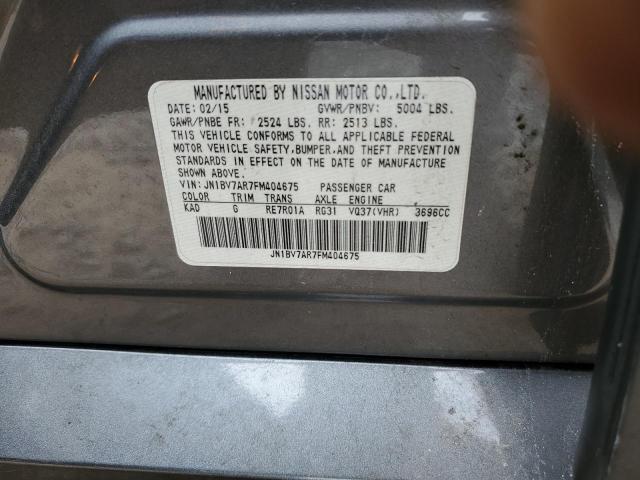 MANUFACTURED BY NISSAN MOTOR CO.,LTD.
DATE: 02/15 GVWR/PNBV: 5004 LBS.
GAWR/PNBE FR: 2524 LBS. RR: 2513 LBS.
THIS VEHICLE CONFORMS TO ALL APPLICABLE FEDERAL
MOTOR VEHICLE SAFETY,BUMPER,AND THEFT PREVENTION
STANDARDS IN EFFECT ON THE DATE OF MANUFACTURE
SHOWN ABOVE.
VIN: JN1BV7AR7FM404675 PASSENGER CAR
COLOR TRIM TRANS AXLE ENGINE
KAD G RE7R01A RG31 VQ37(VHR) 3696CC
JN1BV7AR7FM404675